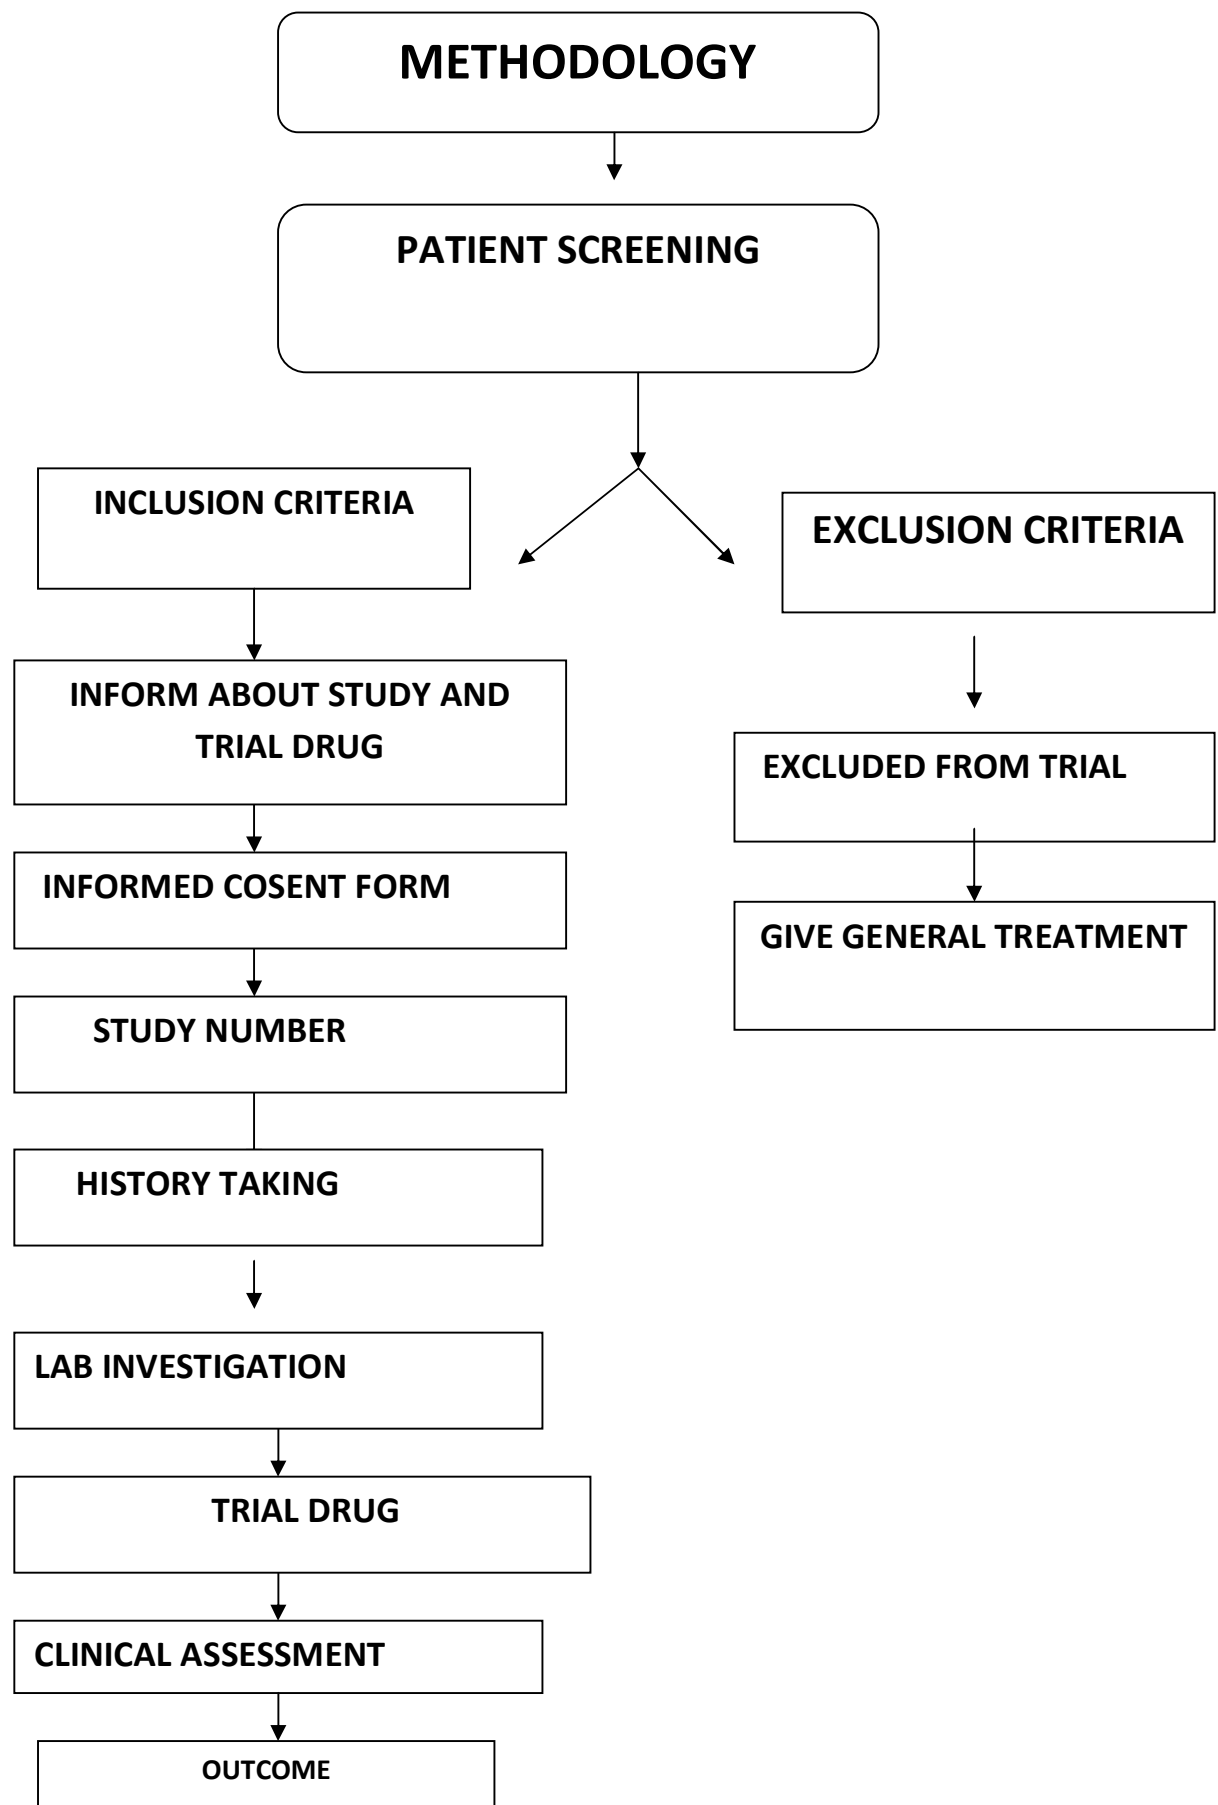 METHODOLOGY
PATIENT SCREENING
INCLUSION CRITERIA
EXCLUSION CRITERIA
INFORM ABOUT STUDY AND
TRIAL DRUG
EXCLUDED FROM TRIAL
INFORMED COSENT FORM
GIVE GENERAL TREATMENT
STUDY NUMBER
HISTORY TAKING
LAB INVESTIGATION
TRIAL DRUG
CLINICAL ASSESSMENT
OUTCOME